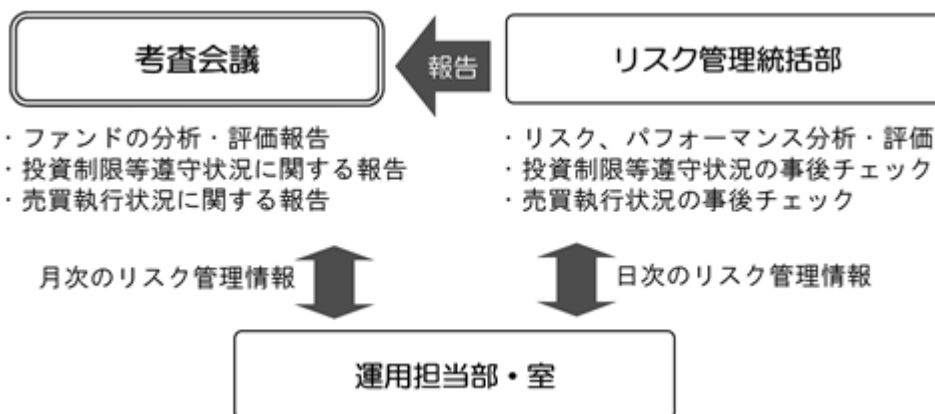 考査会議
報告
リスク管理統括部
・ファンドの分析・評価報告
・投資制限等遵守状況に関する報告
・売買執行状況に関する報告
・リスク、パフォーマンス分析・評価
・投資制限等遵守状況の事後チェック
・売買執行状況の事後チェック
月次のリスク管理情報
日次のリスク管理情報
運用担当部・室